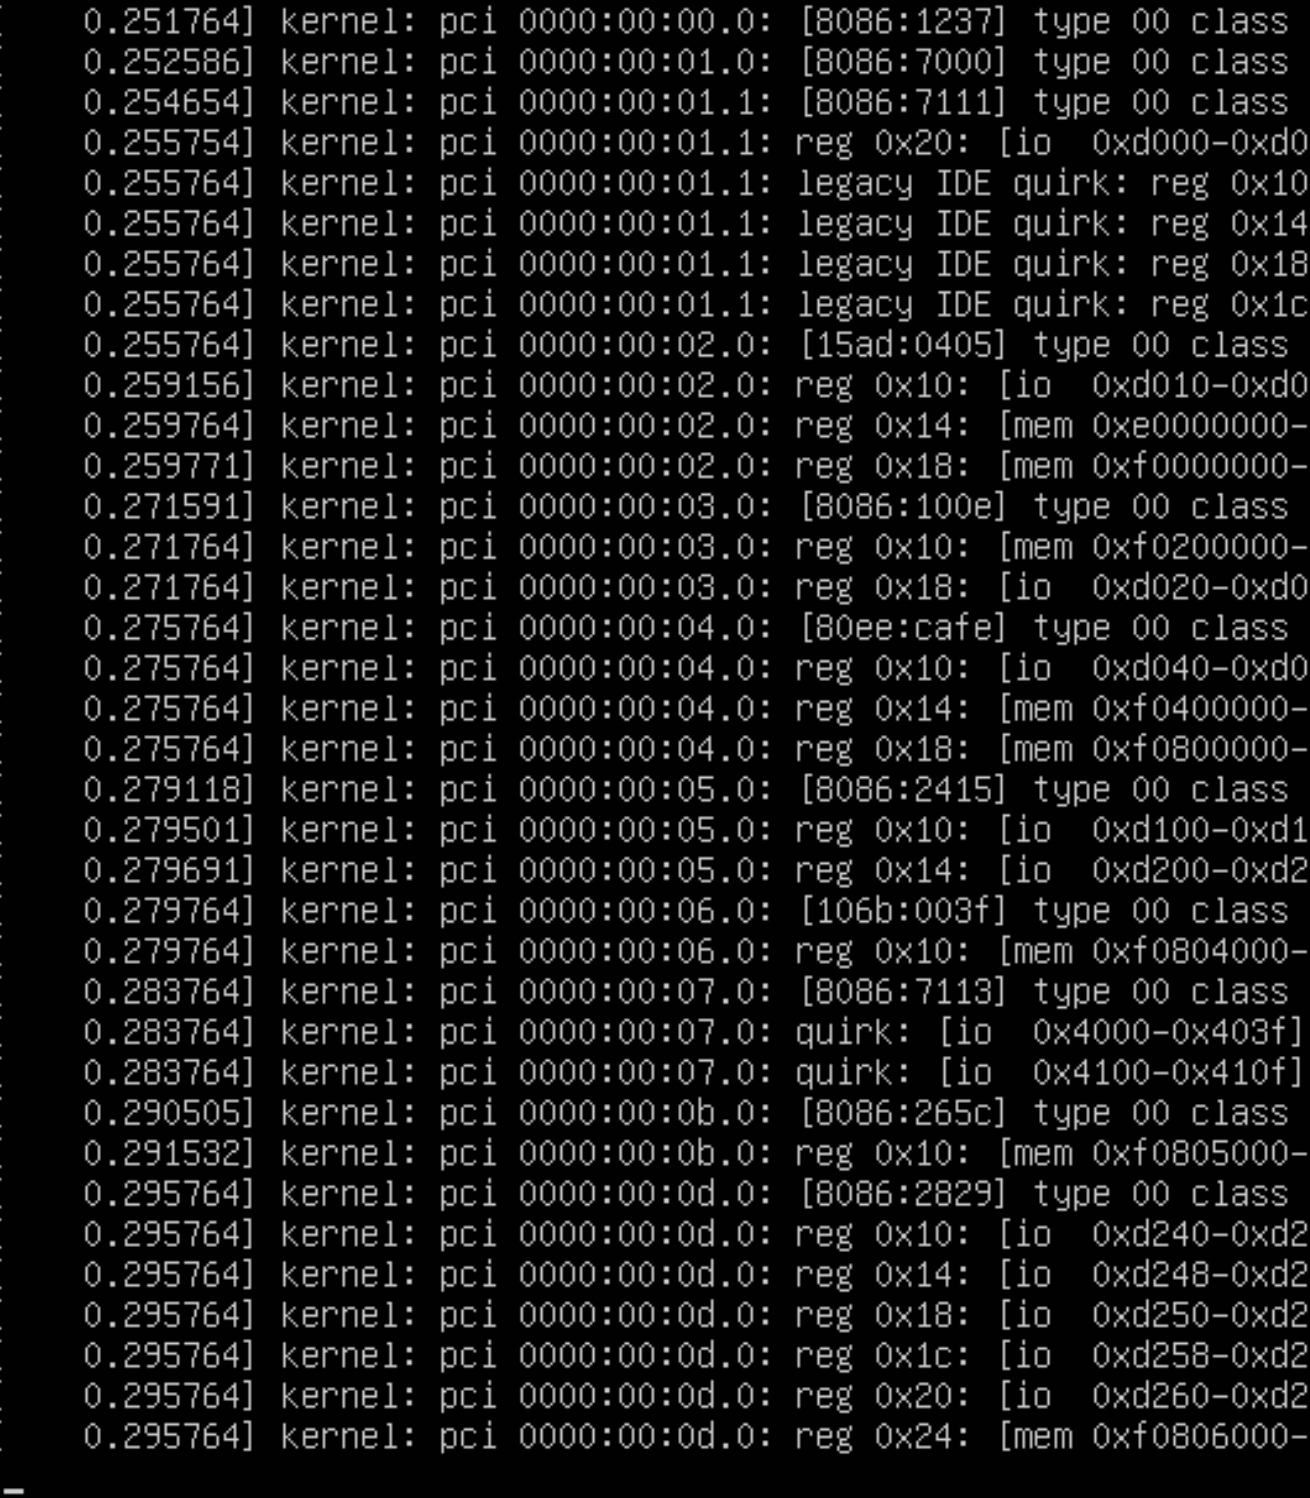 0.251764] kernel: pci 0000:00:00.0: [8086:1237] type 00 class
0.252586] kernel: pci 0000:00:01.0: [8086:7000] type 00 class
0.254654] kernel: pci 0000:00:01.1: [8086:7111] type 00 class
0.255754] kernel: pci 0000:00:01.1: reg 0x20: [io  0xd000-0xd0
0.255764] kernel: pci 0000:00:01.1: legacy IDE quirk: reg 0x10
0.255764] kernel: pci 0000:00:01.1: legacy IDE quirk: reg 0x14
0.255764] kernel: pci 0000:00:01.1: legacy IDE quirk: reg 0x18
0.255764] kernel: pci 0000:00:01.1: legacy IDE quirk: reg 0x1c
0.255764] kernel: pci 0000:00:02.0: [15ad:0405] type 00 class
0.259156] kernel: pci 0000:00:02.0: reg 0x10: [io  0xd010-0xd0
0.259764] kernel: pci 0000:00:02.0: reg 0x14: [mem 0xe0000000-
0.259771] kernel: pci 0000:00:02.0: reg 0x18: [mem 0xf0000000-
0.271591] kernel: pci 0000:00:03.0: [8086:100e] type 00 class
0.271764] kernel: pci 0000:00:03.0: reg 0x10: [mem 0xf0200000-
0.271764] kernel: pci 0000:00:03.0: reg 0x18: [io  0xd020-0xd0
0.275764] kernel: pci 0000:00:04.0: [80ee:cafe] type 00 class
0.275764] kernel: pci 0000:00:04.0: reg 0x10: [io  0xd040-0xd0
0.275764] kernel: pci 0000:00:04.0: reg 0x14: [mem 0xf0400000-
0.275764] kernel: pci 0000:00:04.0: reg 0x18: [mem 0xf0800000-
0.279118] kernel: pci 0000:00:05.0: [8086:2415] type 00 class
0.279501] kernel: pci 0000:00:05.0: reg 0x10: [io  0xd100-0xd1
0.279691] kernel: pci 0000:00:05.0: reg 0x14: [io  0xd200-0xd2
0.279764] kernel: pci 0000:00:06.0: [106b:003f] type 00 class
0.279764] kernel: pci 0000:00:06.0: reg 0x10: [mem 0xf0804000-
0.283764] kernel: pci 0000:00:07.0: [8086:7113] type 00 class
0.283764] kernel: pci 0000:00:07.0: quirk: [io  0x4000-0x403f]
0.283764] kernel: pci 0000:00:07.0: quirk: [io  0x4100-0x410f]
0.290505] kernel: pci 0000:00:0b.0: [8086:265c] type 00 class
0.291532] kernel: pci 0000:00:0b.0: reg 0x10: [mem 0xf0805000-
0.295764] kernel: pci 0000:00:0d.0: [8086:2829] type 00 class
0.295764] kernel: pci 0000:00:0d.0: reg 0x10: [io  0xd240-0xd2
0.295764] kernel: pci 0000:00:0d.0: reg 0x14: [io  0xd248-0xd2
0.295764] kernel: pci 0000:00:0d.0: reg 0x18: [io  0xd250-0xd2
0.295764] kernel: pci 0000:00:0d.0: reg 0x1c: [io  0xd258-0xd2
0.295764] kernel: pci 0000:00:0d.0: reg 0x20: [io  0xd260-0xd2
0.295764] kernel: pci 0000:00:0d.0: reg 0x24: [mem 0xf0806000-